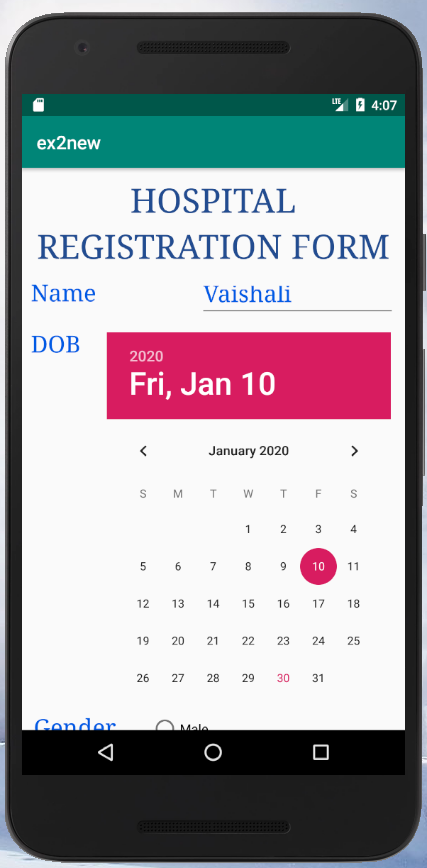 LTE 4:07
ex2new
HOSPITAL
REGISTRATION FORM
Name Vaishali
DOB 2020
Fri, Jan 10
January 2020
S M T W T F S
1 2 3 4
5 6 7 8 9 10 11
12 13 14 15 16 17 18
19 20 21 22 23 24 25
26 27 28 29 30 31
Gender Male